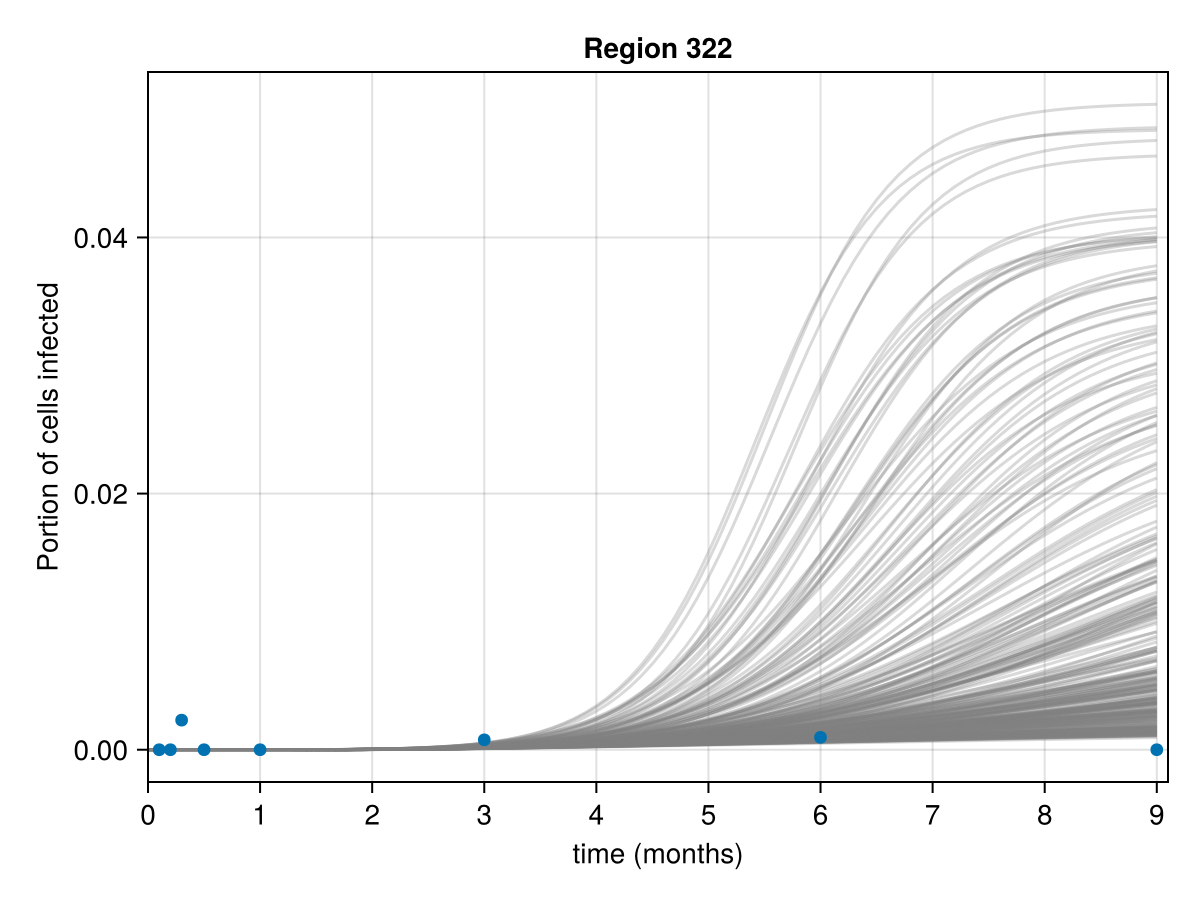 Region 322
Portion of cells infected
0.04
0.02
0.00
0 1 2 3 4 5 6 7 8 9
time (months)